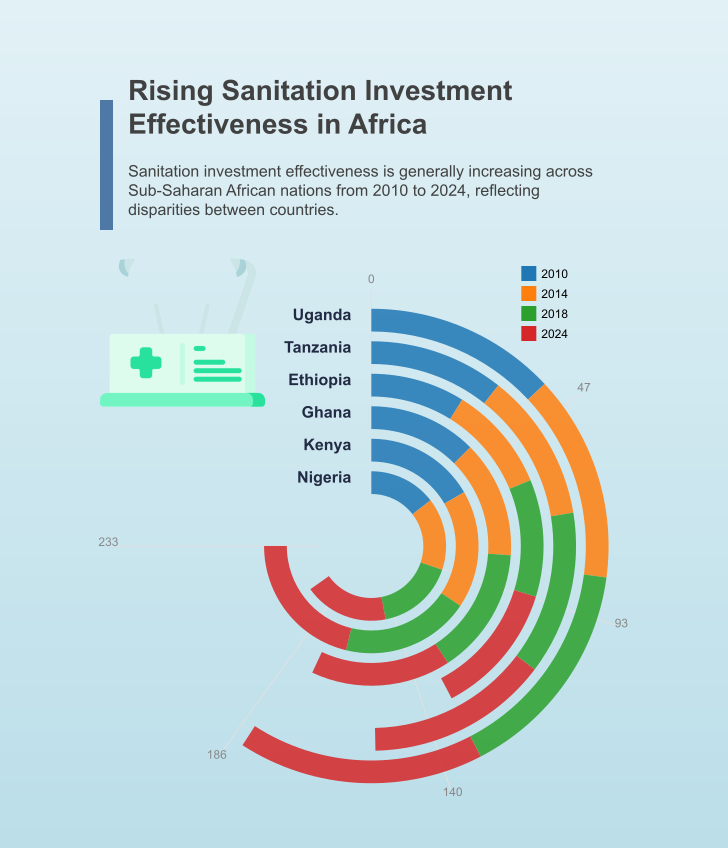 Rising Sanitation Investment
Effectiveness in Africa
Sanitation investment effectiveness is generally increasing across
Sub-Saharan African nations from 2010 to 2024, reflecting
disparities between countries.
0
2010
2014
2018
2024
Uganda
Tanzania
Ethiopia
Ghana
Kenya
Nigeria
47
233
93
186
140